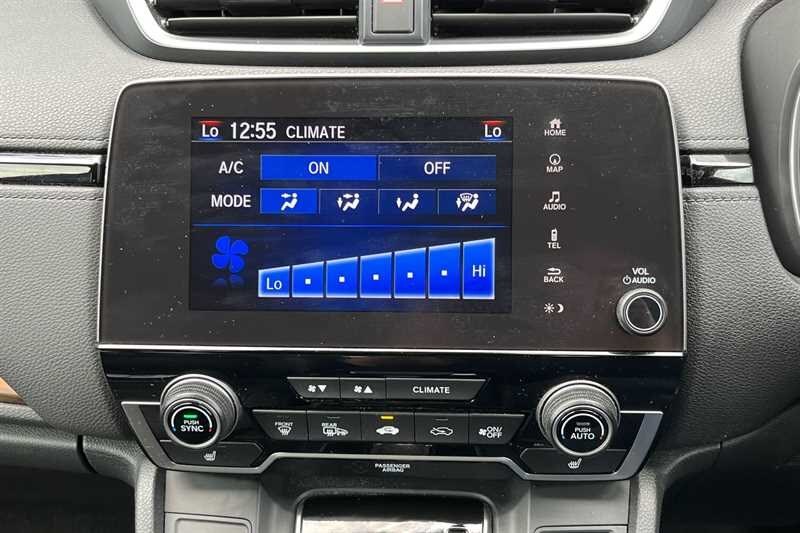 Lo 12:55 CLIMATE Lo
HOME
A/C ON OFF
MAP
MODE
AUDIO
TEL
Lo Hi
BACK
VOL
AUDIO
CLIMATE
PUSH
SYNC
FRONT
REAR
ON/
OFF
PUSH
AUTO
PASSENGER
AIRBAG